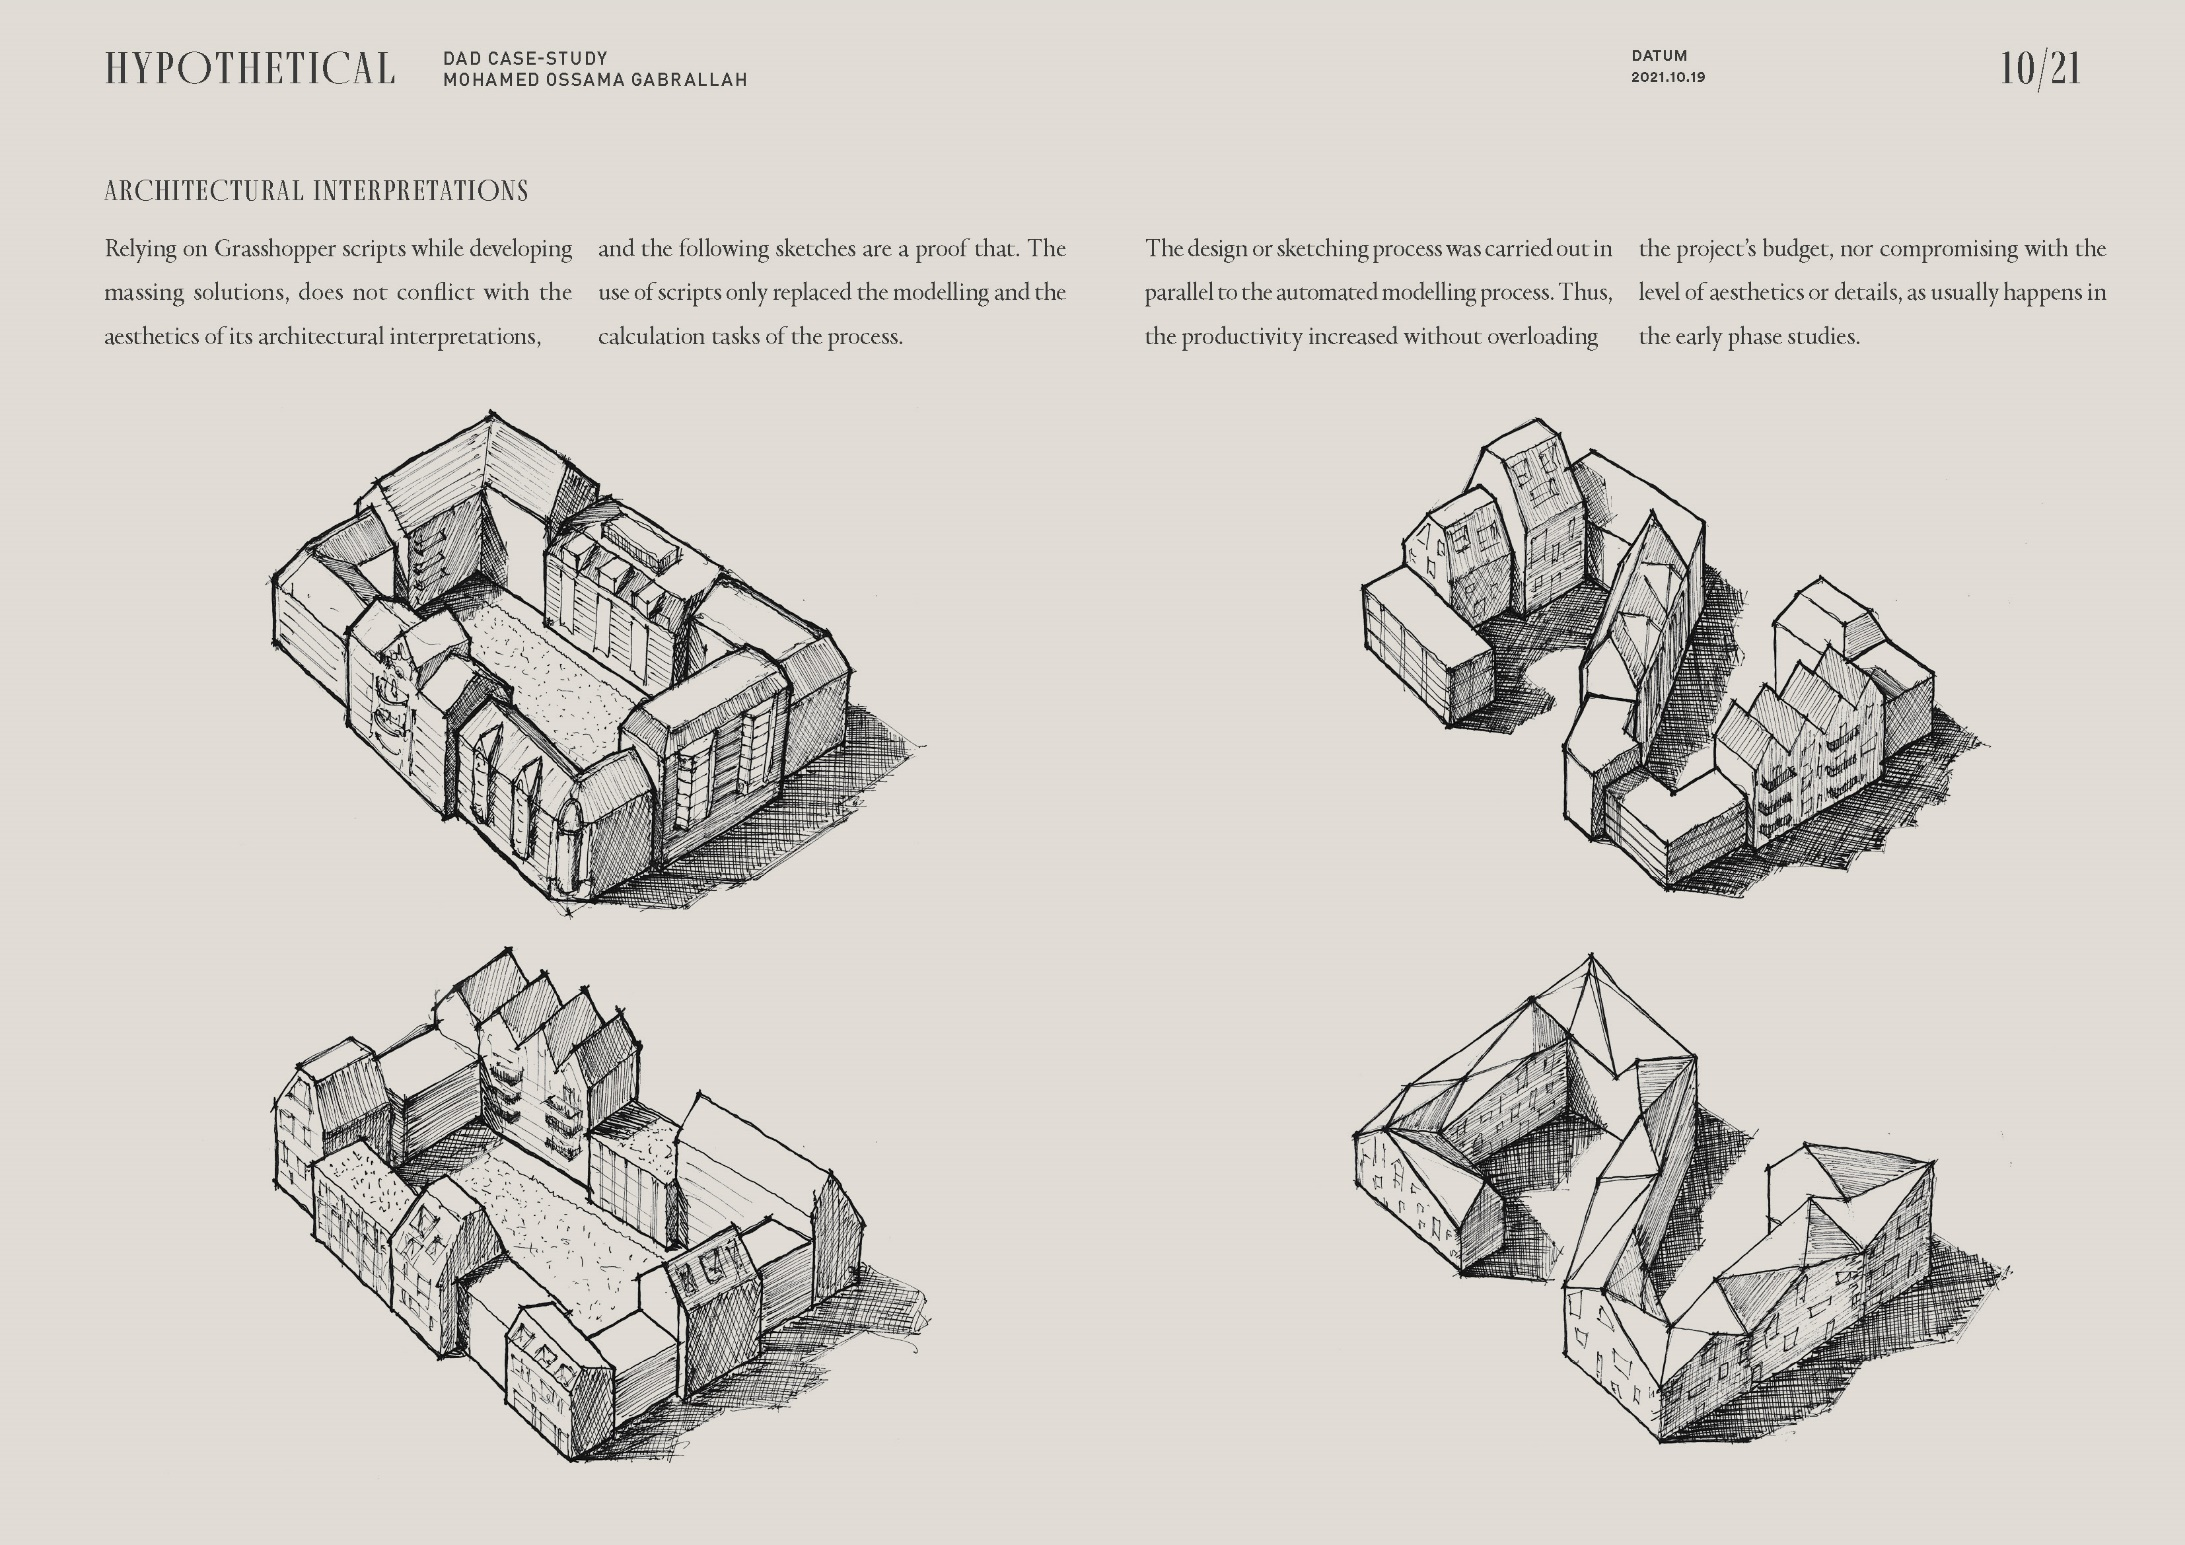 HYPOTHETICAL
DAD CASE-STUDY
MOHAMED OSSAMA GABRALLAH
DATUM
2021.10.19
10/21
ARCHITECTURAL INTERPRETATIONS
Relying on Grasshopper scripts while developing
massing solutions, does not conflict with the
aesthetics of its architectural interpretations,
and the following sketches are a proof that. The
use of scripts only replaced the modelling and the
calculation tasks of the process.
The design or sketching process was carried out in
parallel to the automated modelling process. Thus,
the productivity increased without overloading
the project’s budget, nor compromising with the
level of aesthetics or details, as usually happens in
the early phase studies.